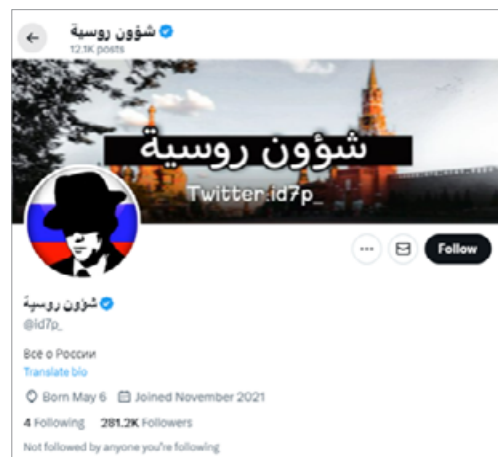 شؤون روسية
12.1K posts
شؤون روسية
Twitter:id7p_
Follow
شؤون روسية
@id7p_
Всё о России
Translate bio
Born May 6 Joined November 2021
4 Following 281.2K Followers
Not followed by anyone you're following